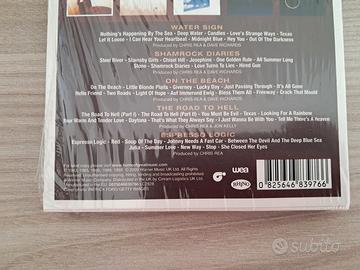 WATER SIGN
Nothing's Happening By The Sea - Deep Water - Candles - Love's Strange Ways - Texas
Let It Loose - I Can Hear Your Heartbeat - Midnight Blue - Hey You - Out Of The Darkness
PRODUCED BY CHRIS REA & DAVE RICHARDS
SHAMROCK DIARIES
Steel River - Stainsby Girls - Chisel Hill - Josephine - One Golden Rule - All Summer Long
Stone - Shamrock Diaries - Love Turns To Lies - Hired Gun
PRODUCED BY CHRIS REA & DAVE RICHARDS
ON THE BEACH
On The Beach - Little Blonde Plaits - Giverney - Lucky Day - Just Passing Through - It's All Gone
Hello Friend - Two Roads - Light Of Hope - Auf Immer und Ewig - Bless Them All - Freeway - Crack That Mould
THE ROAD TO HELL
The Road To Hell (Part I) - The Road To Hell (Part II) - You Must Be Evil - Texas - Looking For A Rainbow
Your Warm And Tender Love - Daytona - That's What They Always Say - I Just Wanna Be With You - Tell Me There's A Heaven
PRODUCED BY CHRIS REA & JON KELLY
ESPRESSO LOGIC
Espresso Logic - Red - Soup Of The Day - Johnny Needs A Fast Car - Between The Devil And The Deep Blue Sea
Julia - Summer Love - New Way - Stop - She Closed Her Eyes
PRODUCED BY CHRIS REA
wea
RHINO
0 825646 839766
subito